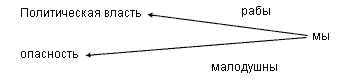 Политическая власть
рабы
мы
опасность
малодушны